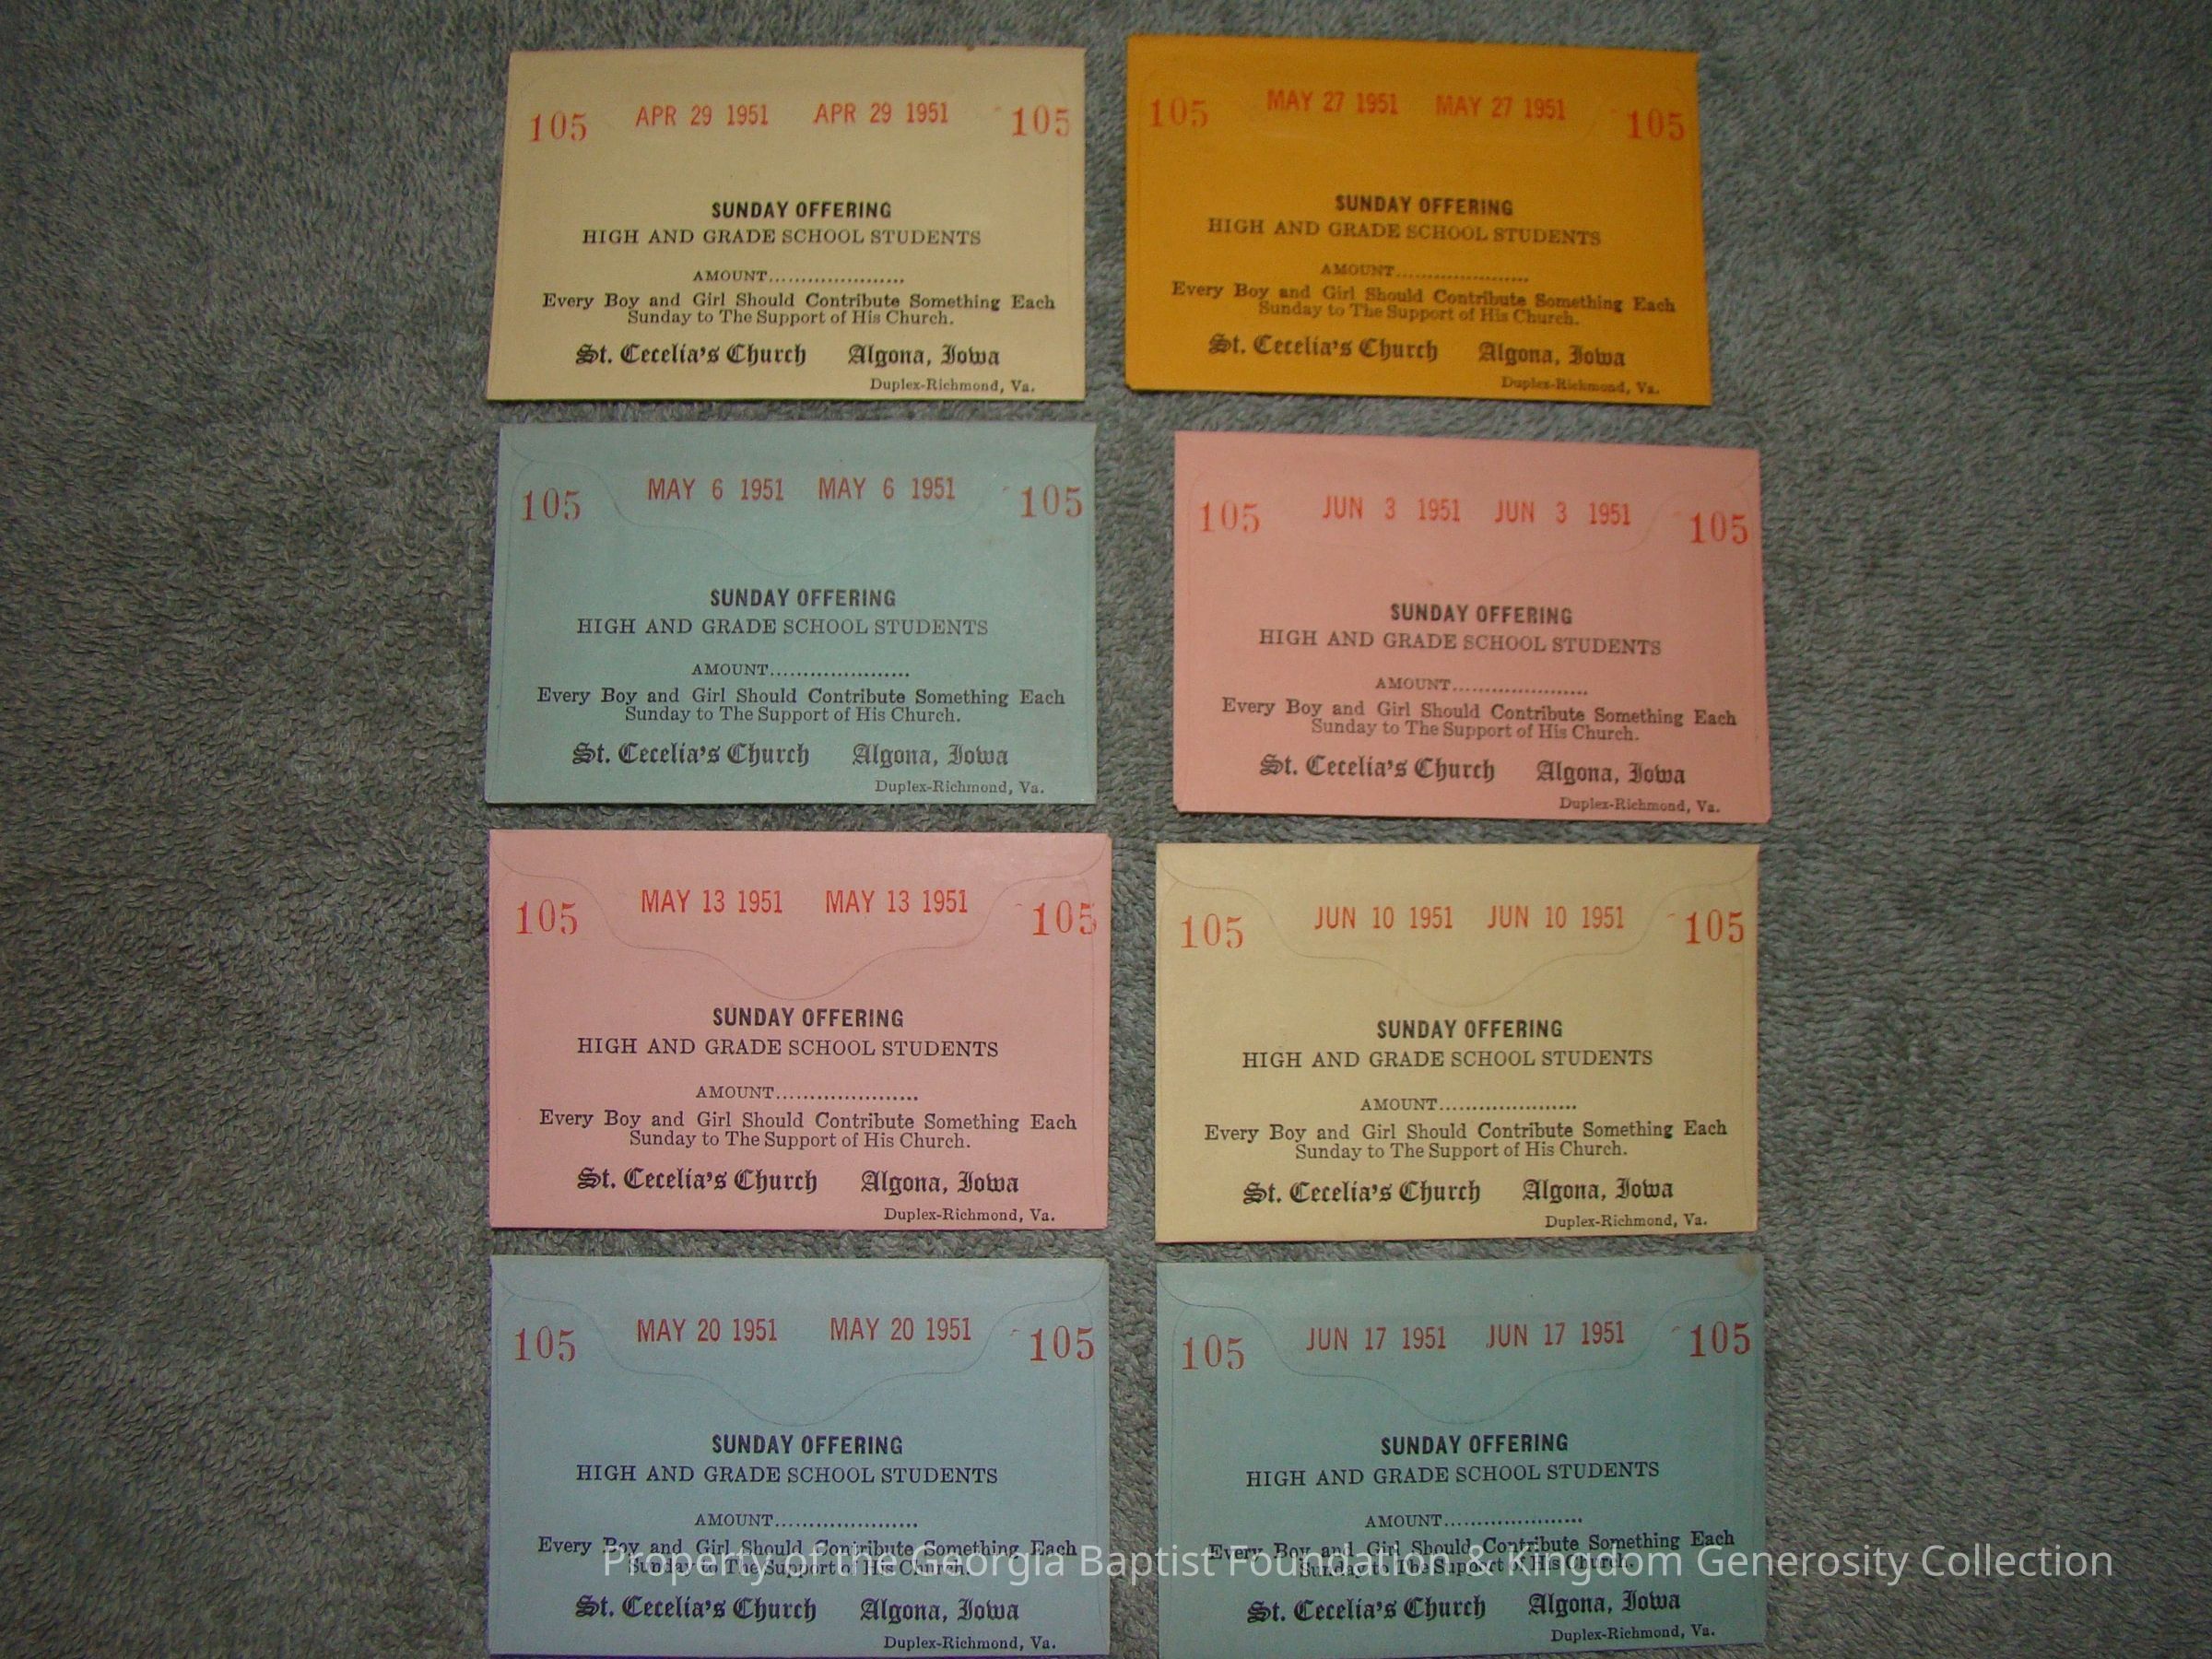 105 APR 29 1951 APR 29 1951 105
SUNDAY OFFERING
HIGH AND GRADE SCHOOL STUDENTS
AMOUNT.....................
Every Boy and Girl Should Contribute Something Each
Sunday to The Support of His Church.
St. Cecelia's Church Algona, Iowa
Duplex-Richmond, Va.
105 MAY 6 1951 MAY 6 1951 105
SUNDAY OFFERING
HIGH AND GRADE SCHOOL STUDENTS
AMOUNT.....................
Every Boy and Girl Should Contribute Something Each
Sunday to The Support of His Church.
St. Cecelia's Church Algona, Iowa
Duplex-Richmond, Va.
105 MAY 13 1951 MAY 13 1951 105
SUNDAY OFFERING
HIGH AND GRADE SCHOOL STUDENTS
AMOUNT.....................
Every Boy and Girl Should Contribute Something Each
Sunday to The Support of His Church.
St. Cecelia's Church Algona, Iowa
Duplex-Richmond, Va.
105 MAY 20 1951 MAY 20 1951 105
SUNDAY OFFERING
HIGH AND GRADE SCHOOL STUDENTS
AMOUNT.....................
Every Boy and Girl Should Contribute Something Each
Sunday to The Support of His Church.
St. Cecelia's Church Algona, Iowa
Duplex-Richmond, Va.
105 MAY 27 1951 MAY 27 1951 105
SUNDAY OFFERING
HIGH AND GRADE SCHOOL STUDENTS
AMOUNT.....................
Every Boy and Girl Should Contribute Something Each
Sunday to The Support of His Church.
St. Cecelia's Church Algona, Iowa
Duplex-Richmond, Va.
105 JUN 3 1951 JUN 3 1951 105
SUNDAY OFFERING
HIGH AND GRADE SCHOOL STUDENTS
AMOUNT.....................
Every Boy and Girl Should Contribute Something Each
Sunday to The Support of His Church.
St. Cecelia's Church Algona, Iowa
Duplex-Richmond, Va.
105 JUN 10 1951 JUN 10 1951 105
SUNDAY OFFERING
HIGH AND GRADE SCHOOL STUDENTS
AMOUNT.....................
Every Boy and Girl Should Contribute Something Each
Sunday to The Support of His Church.
St. Cecelia's Church Algona, Iowa
Duplex-Richmond, Va.
105 JUN 17 1951 JUN 17 1951 105
SUNDAY OFFERING
HIGH AND GRADE SCHOOL STUDENTS
AMOUNT.....................
Every Boy and Girl Should Contribute Something Each
Sunday to The Support of His Church.
St. Cecelia's Church Algona, Iowa
Duplex-Richmond, Va.
Property of the Georgia Baptist Foundation & Kingdom Generosity Collection